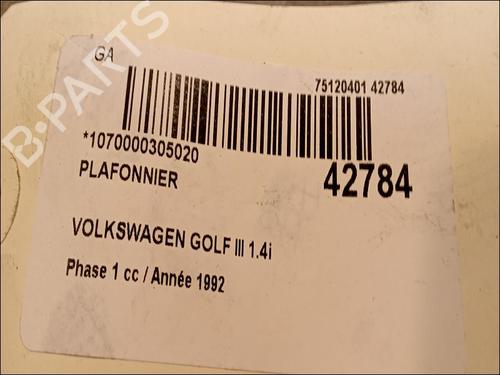 GA
75120401 42784
*1070000305020
PLAFONNIER
42784
VOLKSWAGEN GOLF III 1.4i
Phase 1 cc / Année 1992
B-PARTS